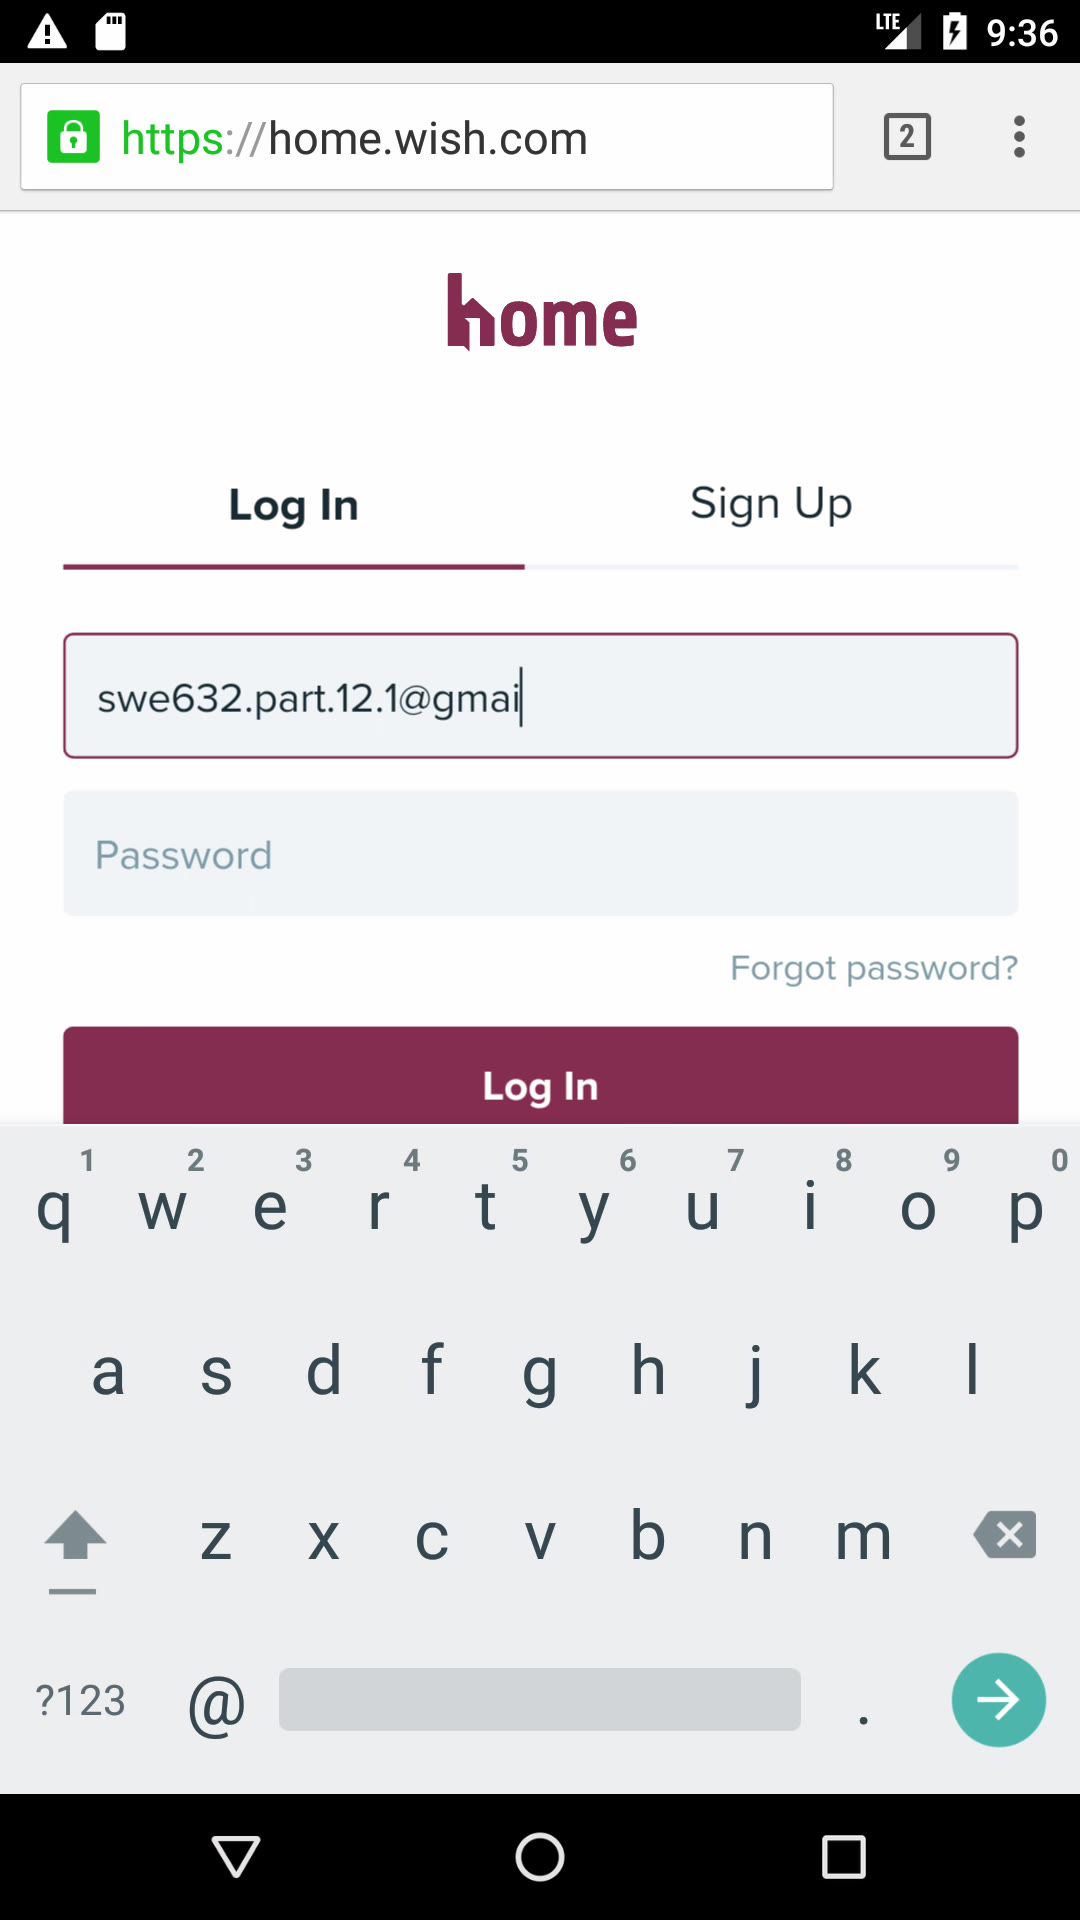 LTE 9:36
https://home.wish.com 2
home
Log In Sign Up
swe632.part.12.1@gmai
Password
Forgot password?
Log In
1 2 3 4 5 6 7 8 9 0
q w e r t y u i o p
a s d f g h j k l
z x c v b n m
?123 @ .